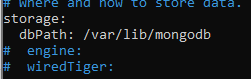 # Where and how to store data.
storage:
  dbPath: /var/lib/mongodb
#  engine:
#  wiredTiger: